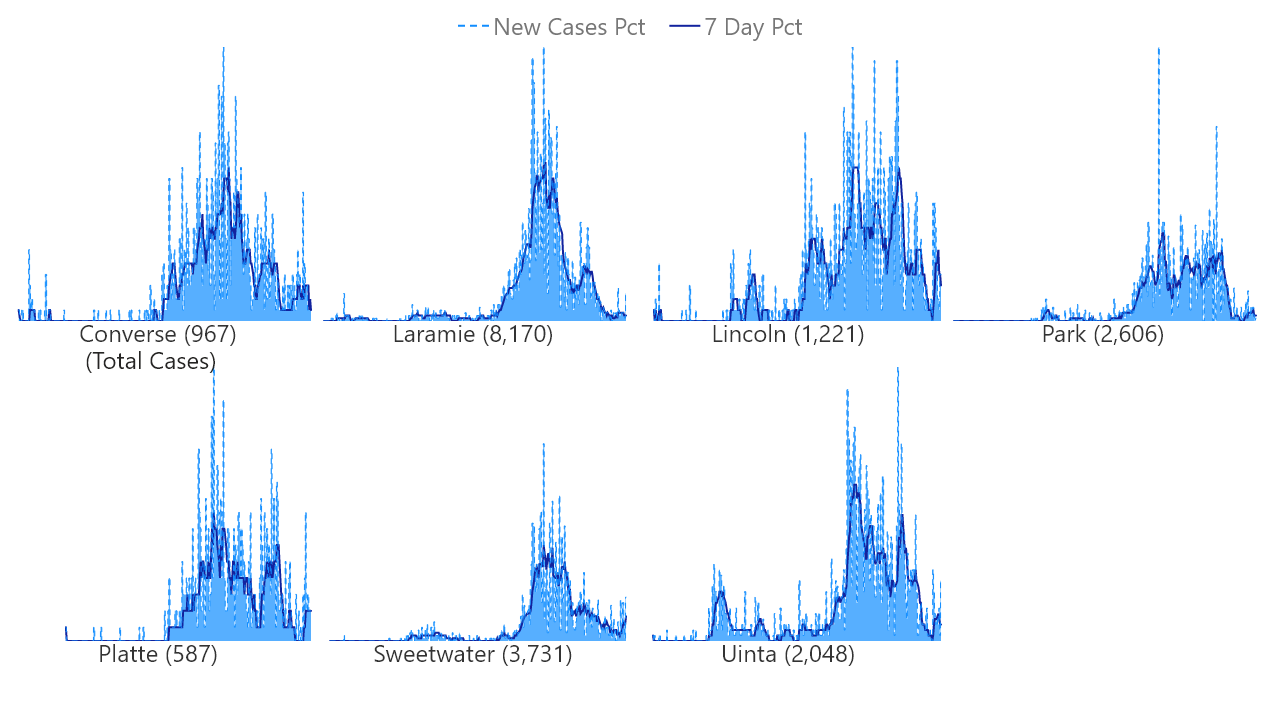 New Cases Pct 7 Day Pct
Converse (967) Laramie (8,170) Lincoln (1,221) Park (2,606)
(Total Cases)
Platte (587) Sweetwater (3,731) Uinta (2,048)